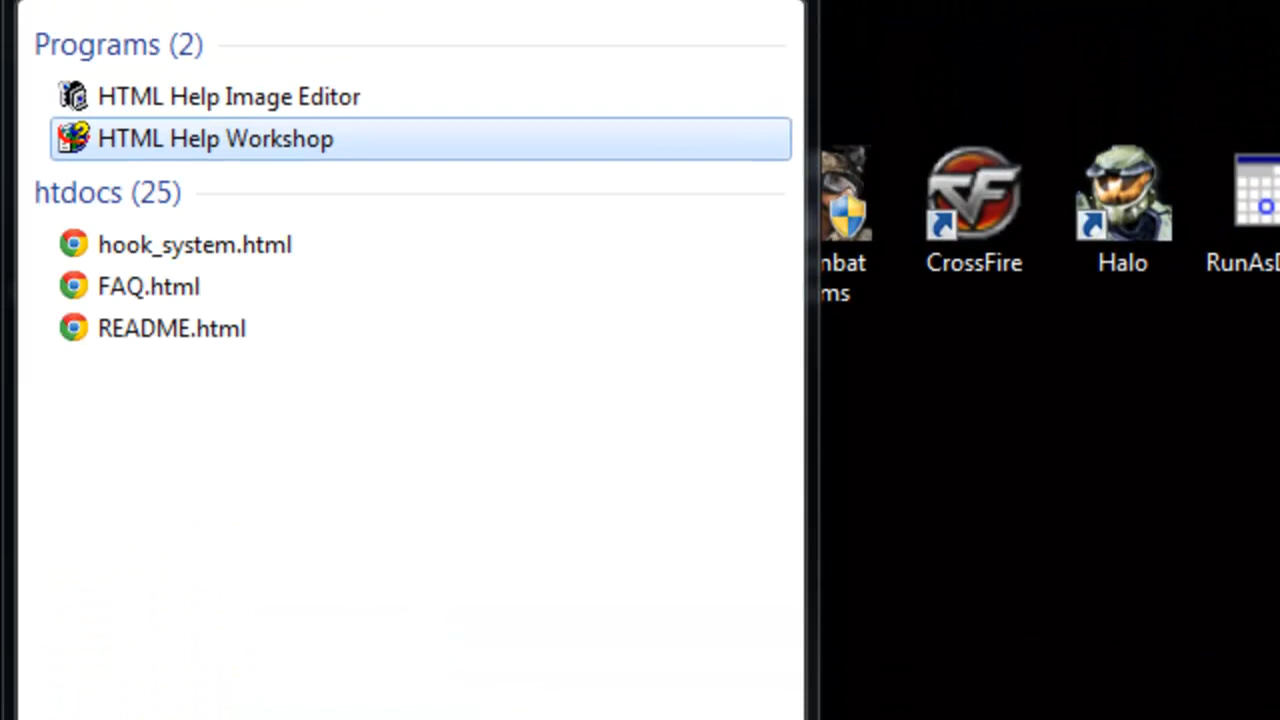 Programs (2)
HTML Help Image Editor
HTML Help Workshop
htdocs (25)
hook_system.html
FAQ.html
README.html
CrossFire
Halo